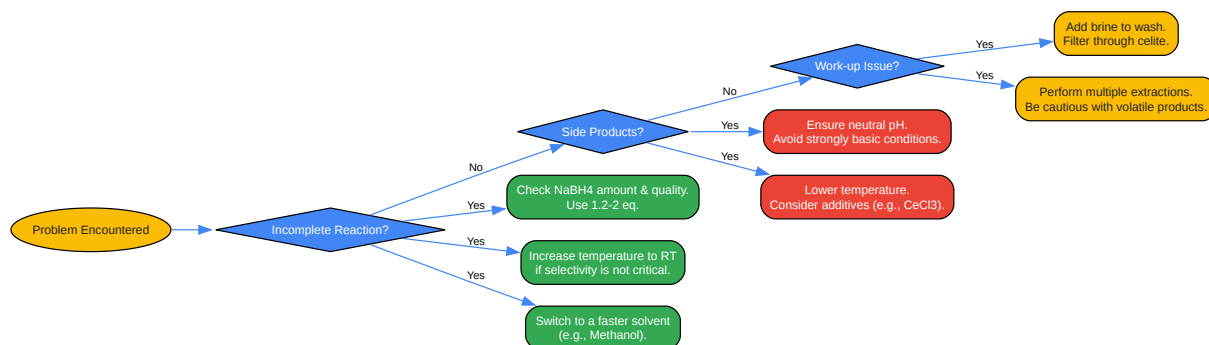 Problem Encountered
Incomplete Reaction?
No
Yes
Yes
Yes
Check NaBH4 amount & quality.
Use 1.2-2 eq.
Increase temperature to RT
if selectivity is not critical.
Switch to a faster solvent
(e.g., Methanol).
Side Products?
No
Yes
Yes
Ensure neutral pH.
Avoid strongly basic conditions.
Lower temperature.
Consider additives (e.g., CeCl3).
Work-up Issue?
Yes
Yes
Add brine to wash.
Filter through celite.
Perform multiple extractions.
Be cautious with volatile products.